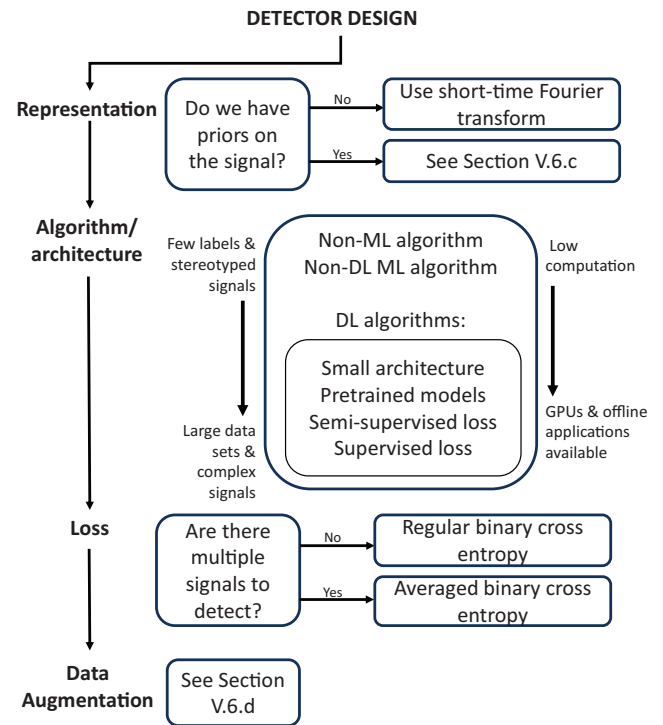 DETECTOR DESIGN
Representation
Do we have
priors on
the signal?
No
Use short-time Fourier
transform
Yes
See Section V.6.c
Algorithm/
architecture
Few labels &
stereotyped
signals
Large data
sets &
complex
signals
Non-ML algorithm
Non-DL ML algorithm
DL algorithms:
Small architecture
Pretrained models
Semi-supervised loss
Supervised loss
Low
computation
GPUs & offline
applications
available
Loss
Are there
multiple
signals to
detect?
No
Regular binary cross
entropy
Yes
Averaged binary cross
entropy
Data
Augmentation
See Section
V.6.d